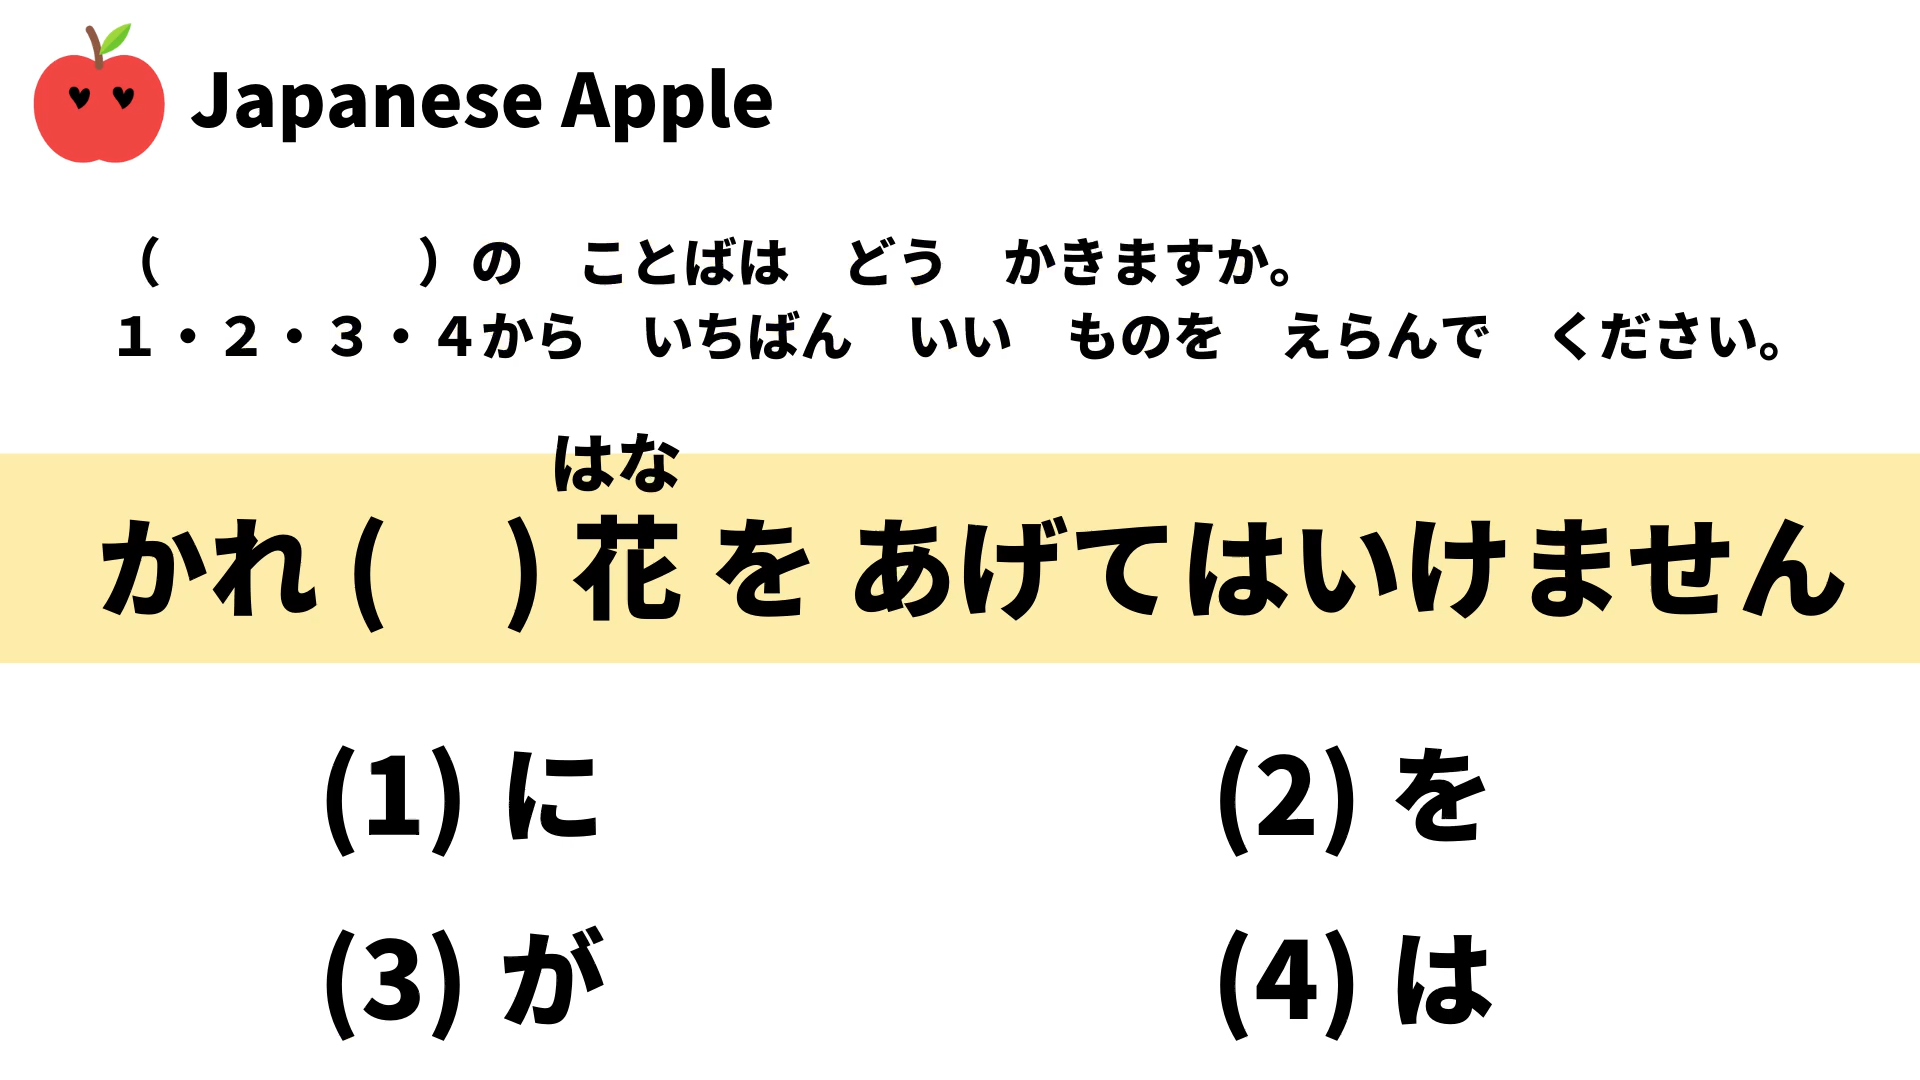 Japanese Apple
（　　　　　）の　ことばは　どう　かきますか。
１・２・３・４から　いちばん　いい　ものを　えらんで　ください。
はな
かれ (　) 花 を あげてはいけません
(1) に
(2) を
(3) が
(4) は